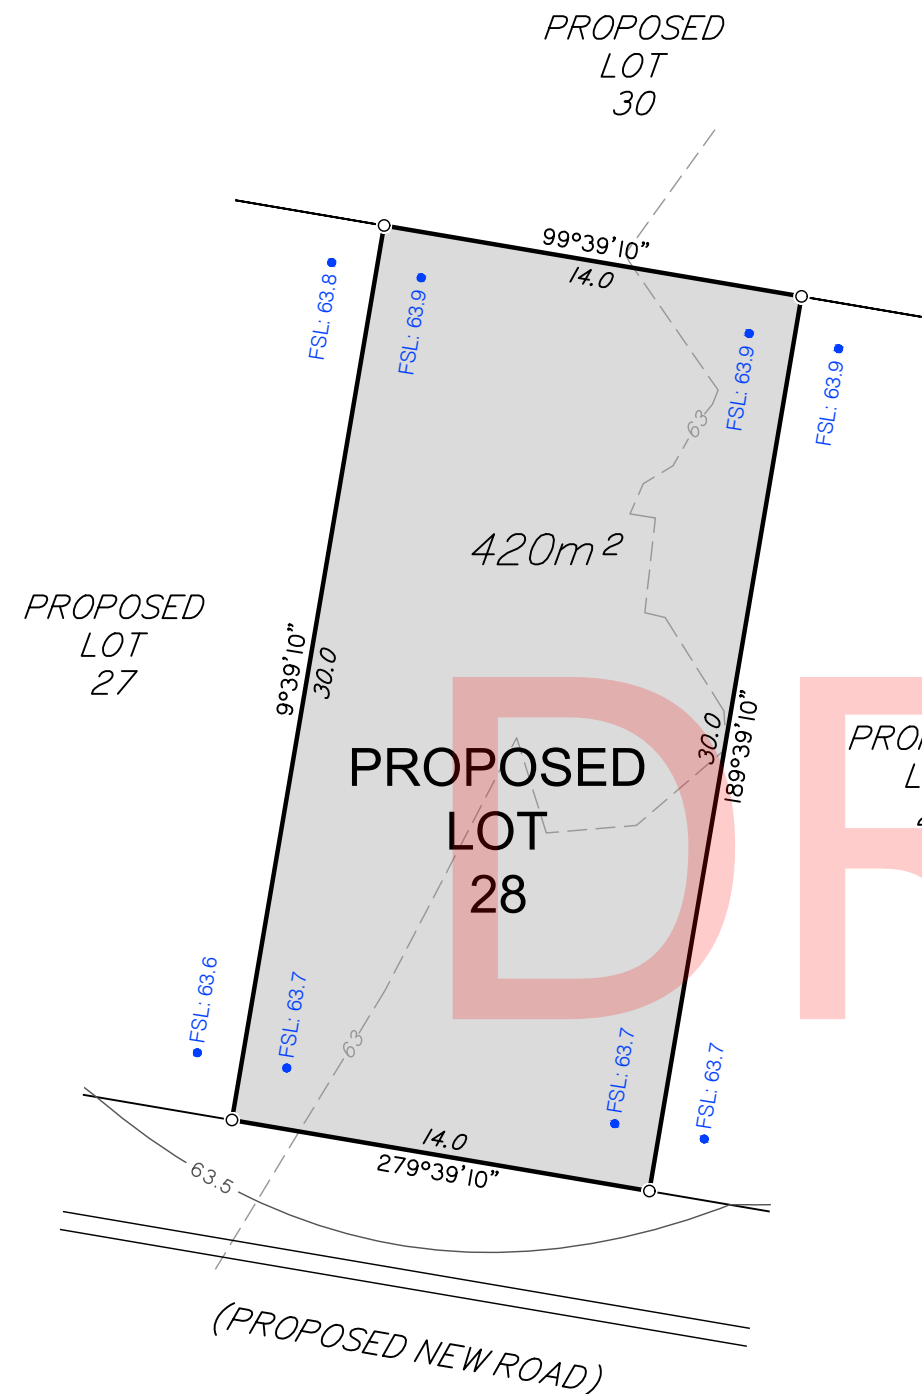 PROPOSED
LOT
30
99°39'10"
14.0
FSL: 63.8
FSL: 63.9
FSL: 63.9
FSL: 63.9
63
420m²
PROPOSED
LOT
27
9°39'10"
30.0
30.0
189°39'10"
PROPOSED
LOT
28
FSL: 63.6
FSL: 63.7
63
FSL: 63.7
FSL: 63.7
14.0
279°39'10"
63.5
(PROPOSED NEW ROAD)